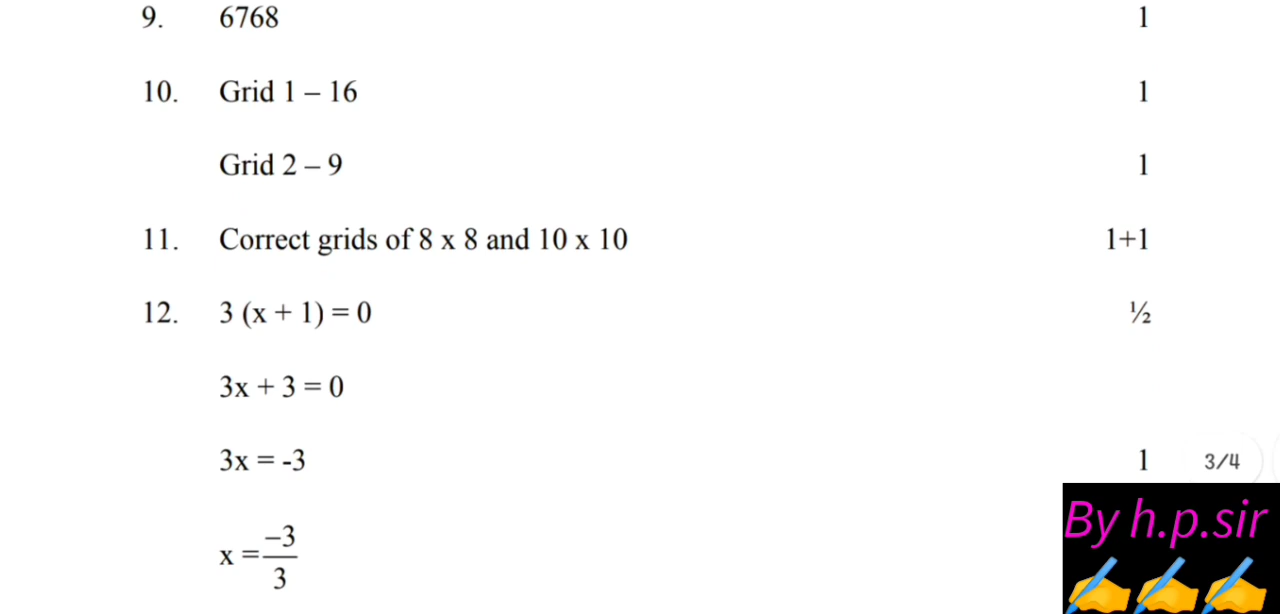 9. 6768 1
10. Grid 1 – 16 1
Grid 2 – 9 1
11. Correct grids of 8 x 8 and 10 x 10 1+1
12. 3 (x + 1) = 0 ½
3x + 3 = 0
3x = -3 1
3/4
By h.p.sir
x = –3/3